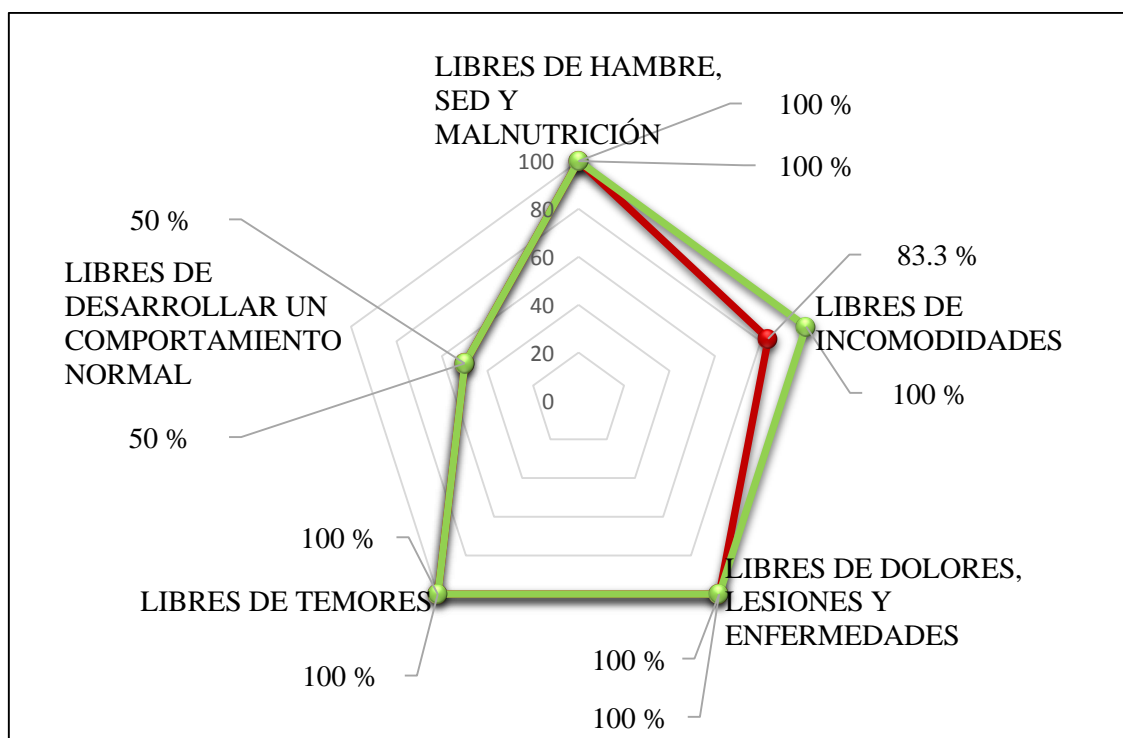 LIBRES DE HAMBRE,
SED Y
MALNUTRICIÓN
100 %
100 %
100
80
60
40
20
0
83.3 %
LIBRES DE
INCOMODIDADES
100 %
50 %
LIBRES DE
DESARROLLAR UN
COMPORTAMIENTO
NORMAL
50 %
100 %
LIBRES DE TEMORES
100 %
LIBRES DE DOLORES,
LESIONES Y
ENFERMEDADES
100 %
100 %